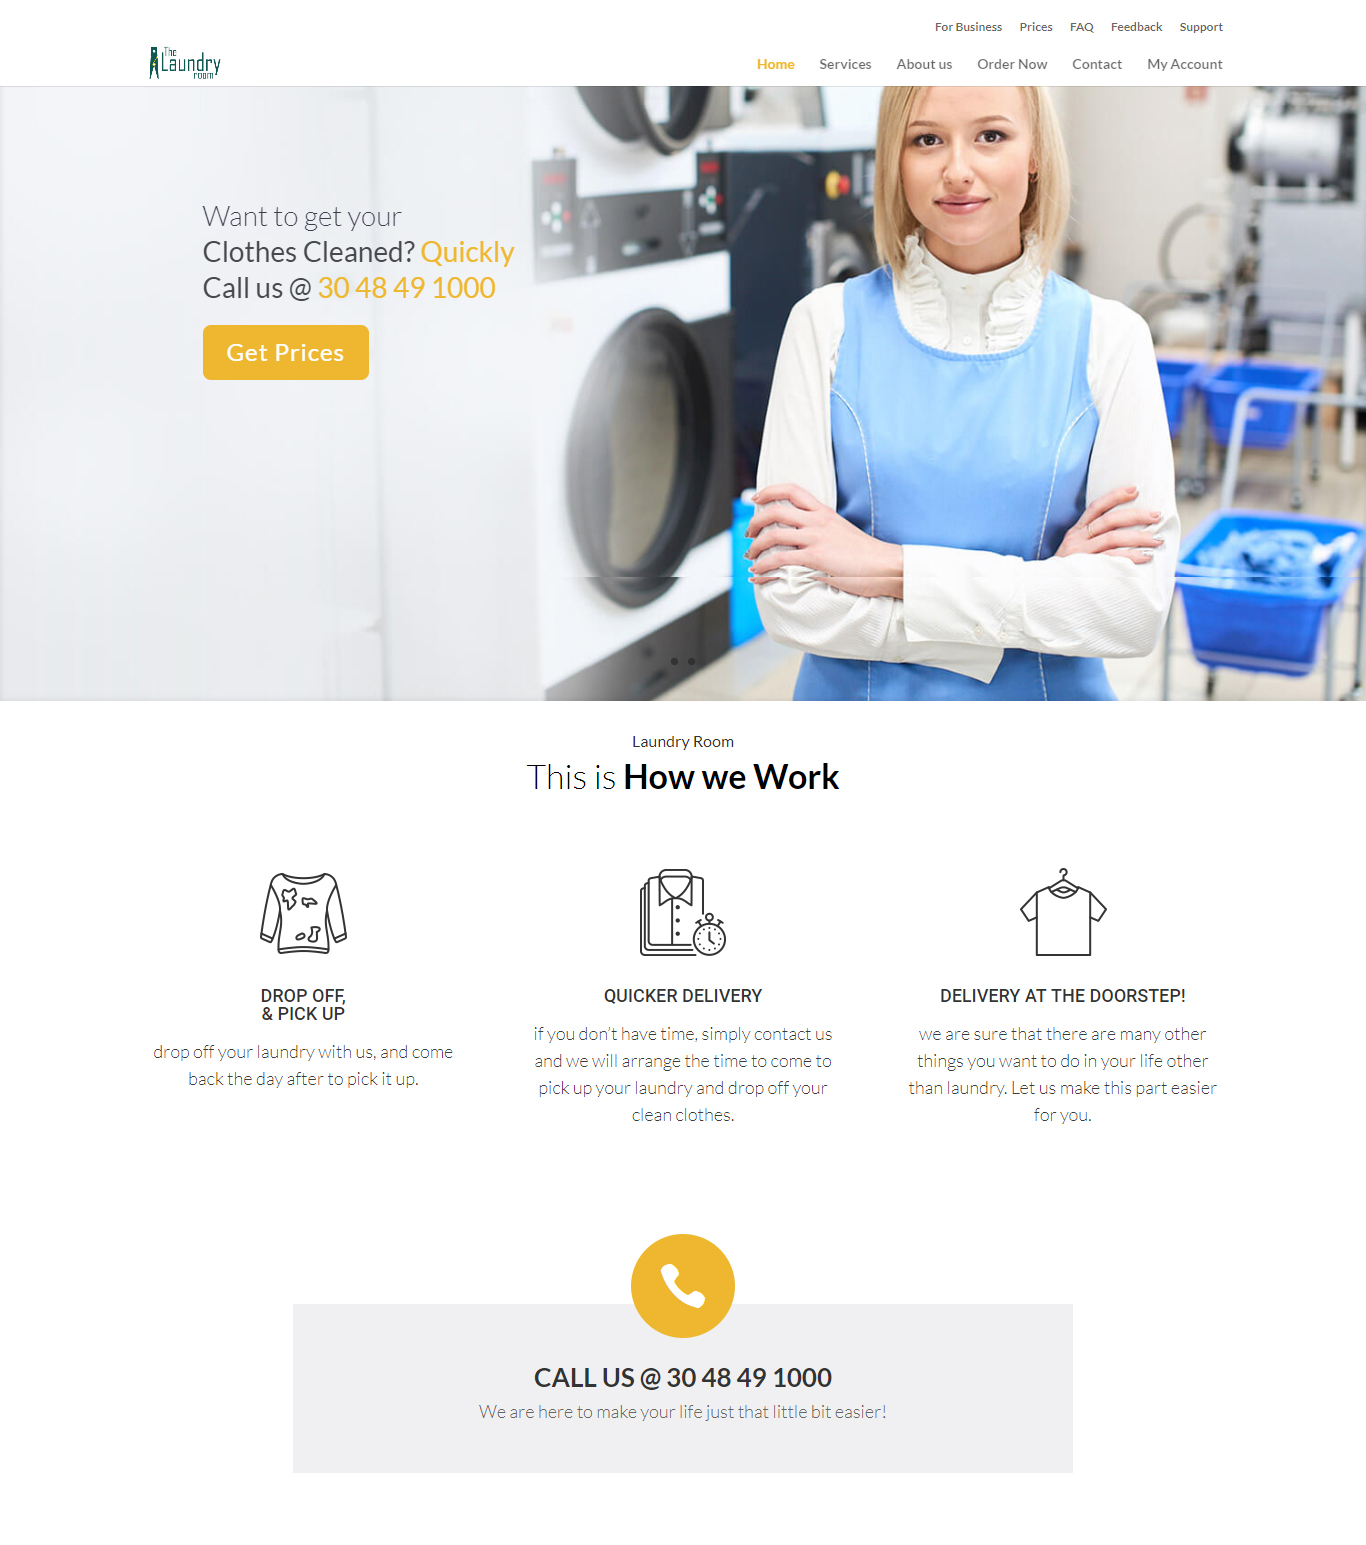 For Business Prices FAQ Feedback Support
The Laundry room
Home Services About us Order Now Contact My Account
Want to get your
Clothes Cleaned? Quickly
Call us @ 30 48 49 1000
Get Prices
Laundry Room
This is How we Work
DROP OFF,
& PICK UP
drop off your laundry with us, and come
back the day after to pick it up.
QUICKER DELIVERY
if you don’t have time, simply contact us
and we will arrange the time to come to
pick up your laundry and drop off your
clean clothes.
DELIVERY AT THE DOORSTEP!
we are sure that there are many other
things you want to do in your life other
than laundry. Let us make this part easier
for you.
CALL US @ 30 48 49 1000
We are here to make your life just that little bit easier!